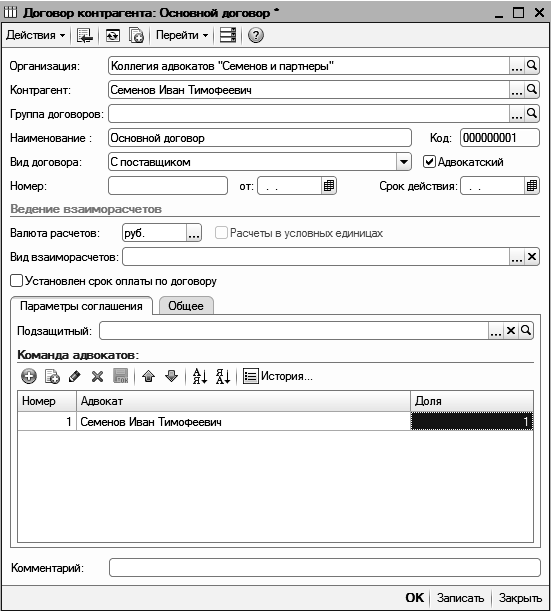 Договор контрагента: Основной договор *
Действия Перейти
Организация: Коллегия адвокатов "Семенов и партнеры"
Контрагент: Семенов Иван Тимофеевич
Группа договоров:
Наименование : Основной договор Код: 000000001
Вид договора: С поставщиком Адвокатский
Номер: от: . . Срок действия: . .
Ведение взаиморасчетов
Валюта расчетов: руб. ... Расчеты в условных единицах
Вид взаиморасчетов:
Установлен срок оплаты по договору
Параметры соглашения Общее
Подзащитный:
Команда адвокатов:
История...
Номер Адвокат Доля
1 Семенов Иван Тимофеевич 1
Комментарий:
ОК Записать Закрыть